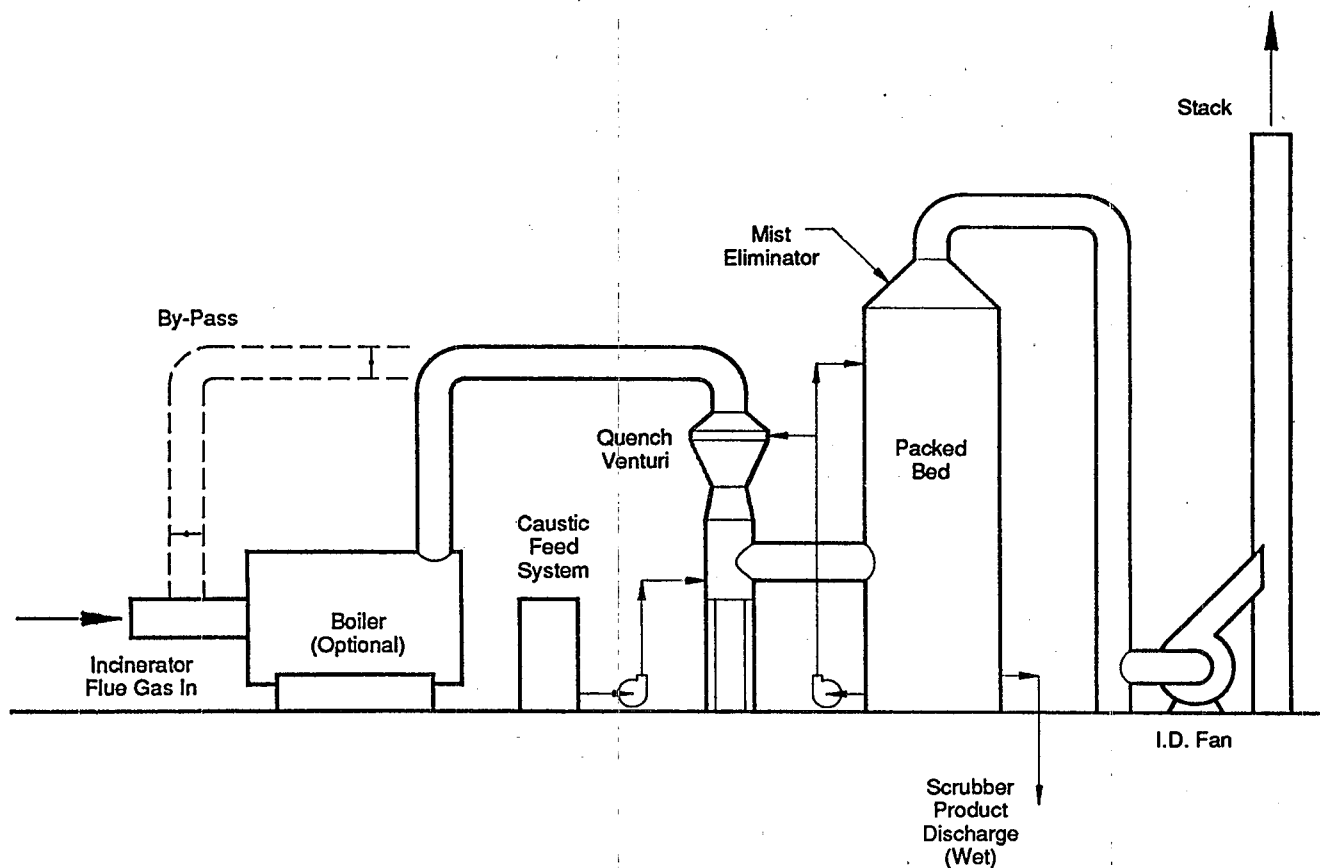 Stack
Mist
Eliminator
By-Pass
Quench
Venturi
Packed
Bed
Caustic
Feed
System
Boiler
(Optional)
Incinerator
Flue Gas In
I.D. Fan
Scrubber
Product
Discharge
(Wet)